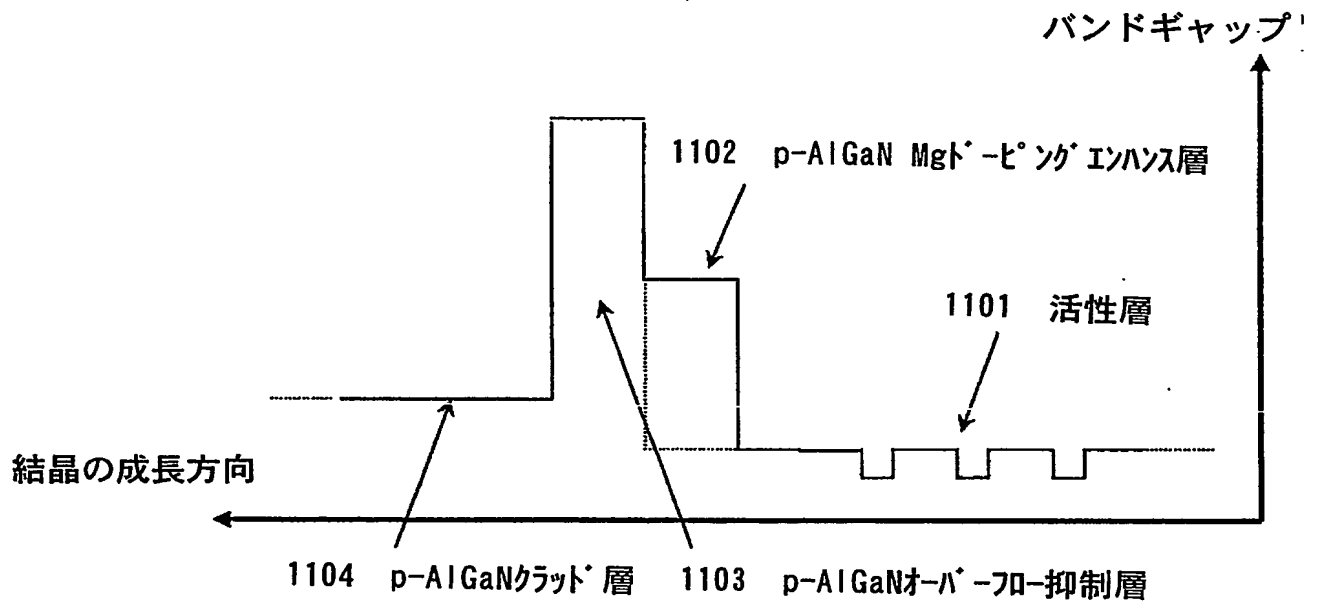 バンドギャップ
1102 p-AlGaN Mgﾄﾞｰﾋﾟﾝｸﾞｴﾝﾊﾝｽ層
1101 活性層
結晶の成長方向
1104 p-AlGaNｸﾗｯﾄﾞ層 1103 p-AlGaNｵｰﾊﾞｰﾌﾛｰ抑制層